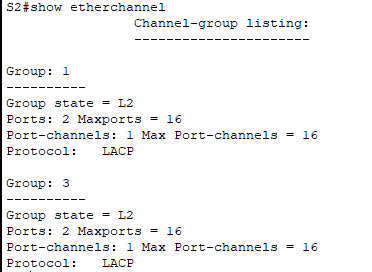 S2#show etherchannel
Channel-group listing:
----------------------
Group: 1
----------
Group state = L2
Ports: 2 Maxports = 16
Port-channels: 1 Max Port-channels = 16
Protocol: LACP
Group: 3
----------
Group state = L2
Ports: 2 Maxports = 16
Port-channels: 1 Max Port-channels = 16
Protocol: LACP